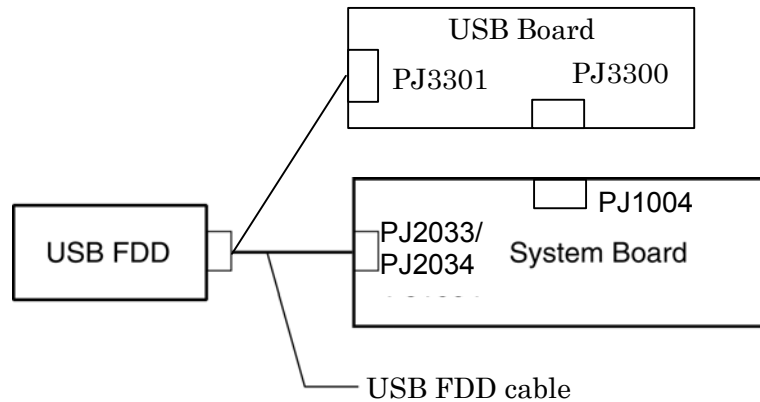 USB Board
PJ3301
PJ3300
PJ1004
USB FDD
PJ2033/
PJ2034
System Board
USB FDD cable